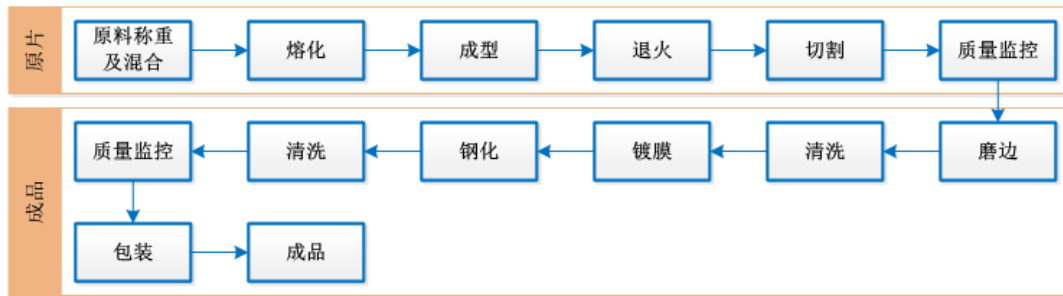 原片
原料称重
及混合
熔化
成型
退火
切割
质量监控
成品
磨边
清洗
镀膜
钢化
清洗
质量监控
包装
成品